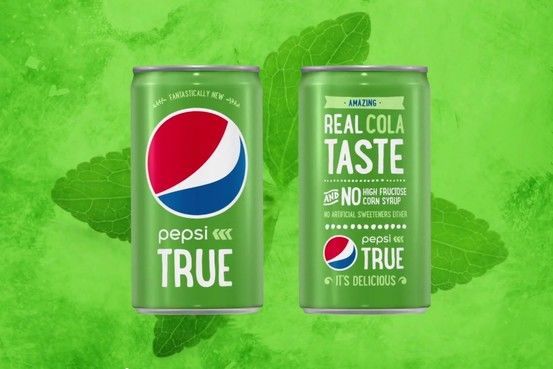 FANTASTICALLY NEW
pepsi
TRUE
AMAZING
REAL COLA
TASTE
AND NO HIGH FRUCTOSE
CORN SYRUP
NO ARTIFICIAL SWEETENERS EITHER
pepsi
TRUE
IT'S DELICIOUS